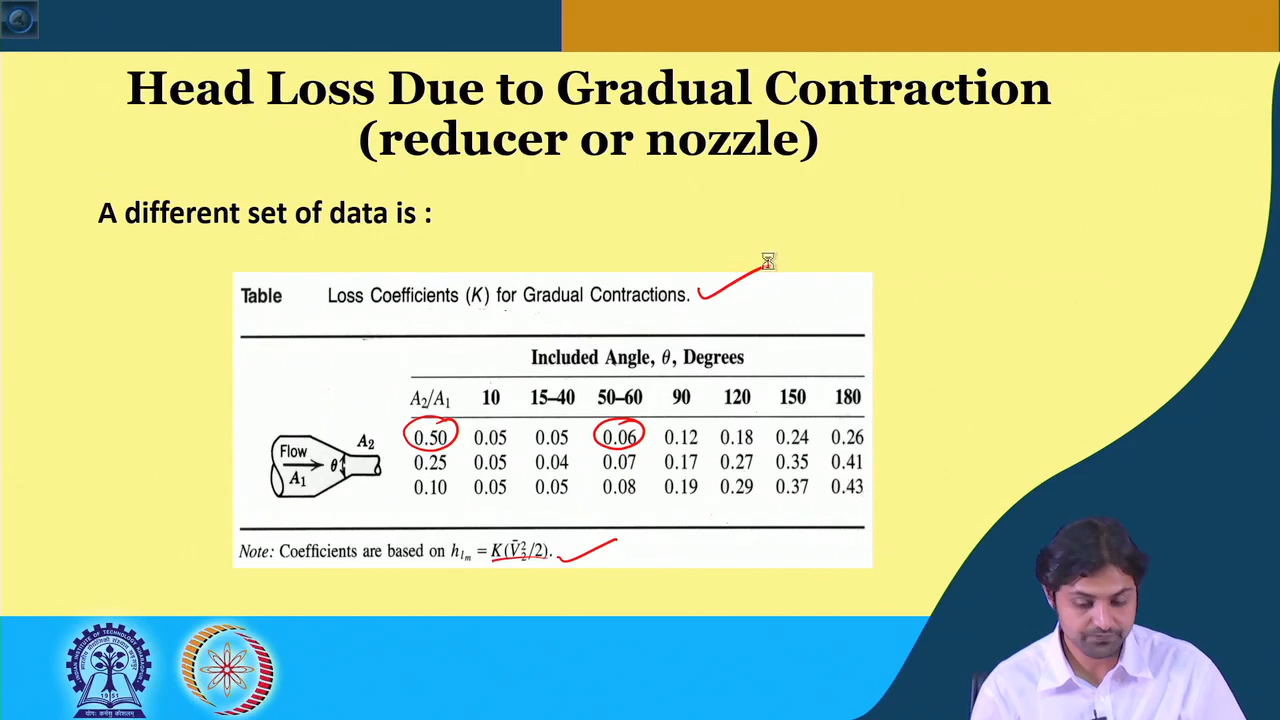 Head Loss Due to Gradual Contraction
(reducer or nozzle)
A different set of data is :
Table Loss Coefficients (K) for Gradual Contractions.
Included Angle, θ, Degrees
A₂/A₁ 10 15–40 50–60 90 120 150 180
0.50 0.05 0.05 0.06 0.12 0.18 0.24 0.26
0.25 0.05 0.04 0.07 0.17 0.27 0.35 0.41
0.10 0.05 0.05 0.08 0.19 0.29 0.37 0.43
Flow
A₁
θ
A₂
Note: Coefficients are based on hₗₘ = K(V̄₂²/2).
1951